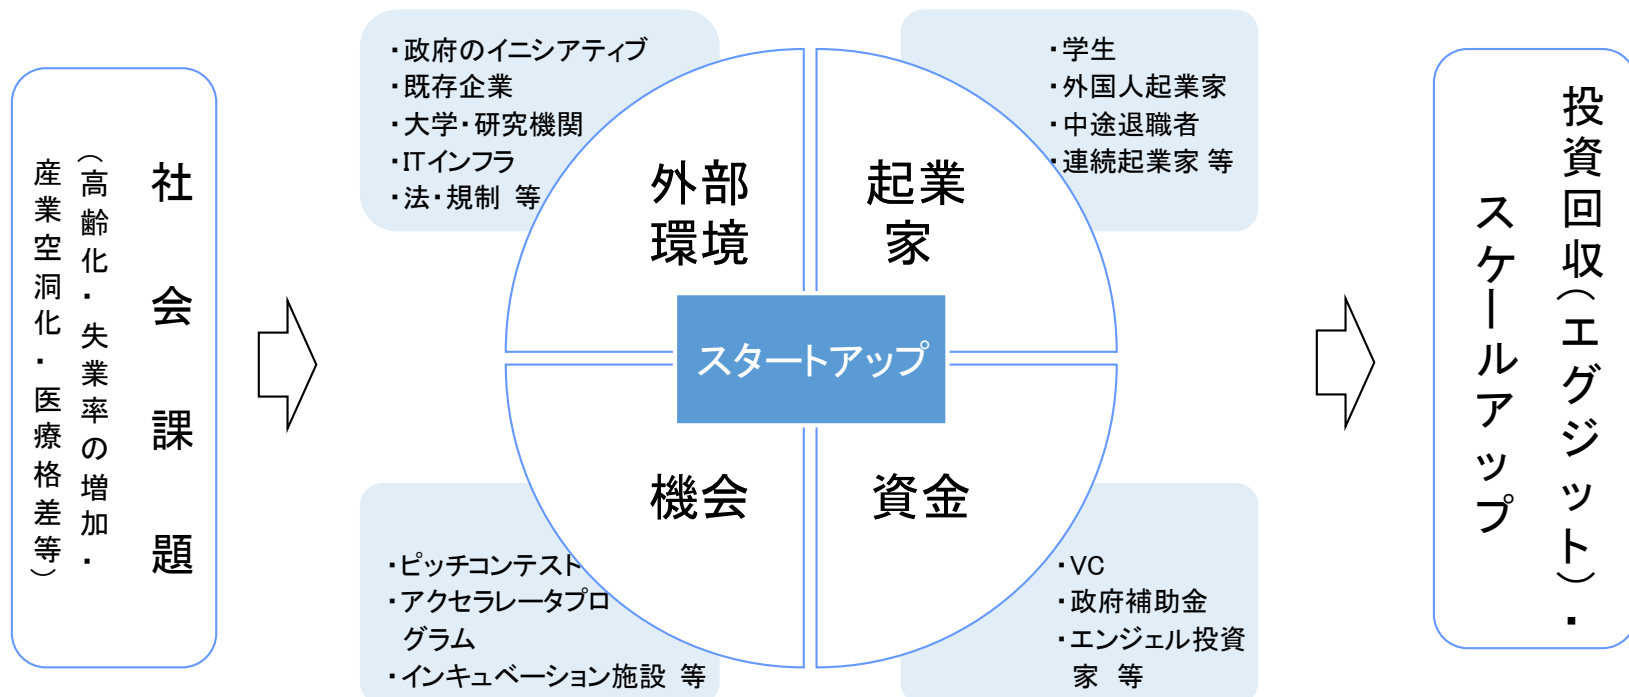 社会課題
(高齢化・失業率の増加・
産業空洞化・医療格差等)
・政府のイニシアティブ
・既存企業
・大学・研究機関
・ITインフラ
・法・規制 等
外部
環境
・学生
・外国人起業家
・中途退職者
・連続起業家 等
起業
家
スタートアップ
機会
・ピッチコンテスト
・アクセラレータプロ
グラム
・インキュベーション施設 等
資金
・VC
・政府補助金
・エンジェル投資
家 等
投資回収(エグジット)・
スケールアップ